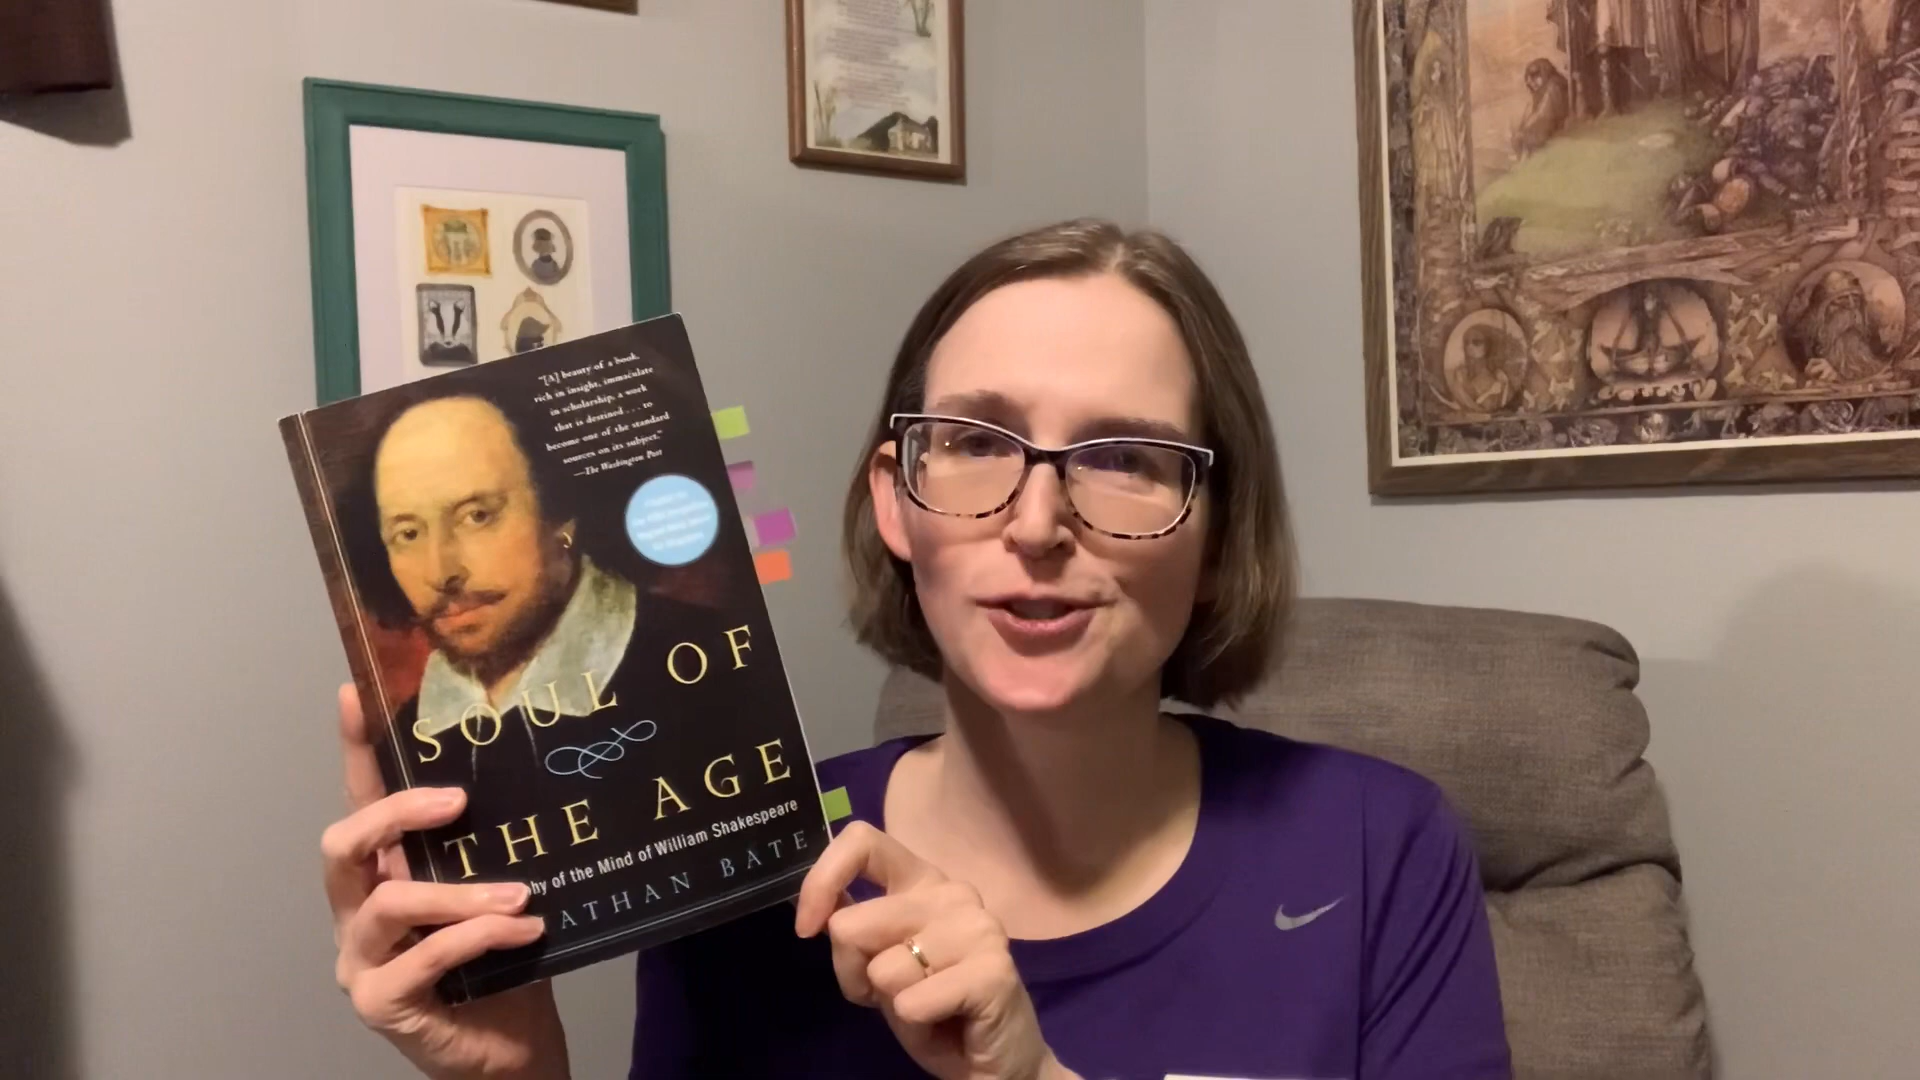 "[A] beauty of a book,
rich in insight, immaculate
in scholarship, a work
that is destined . . . to
become one of the standard
sources on its subject."
—The Washington Post
SOUL OF
THE AGE
hy of the Mind of William Shakespeare
ATHAN BATE